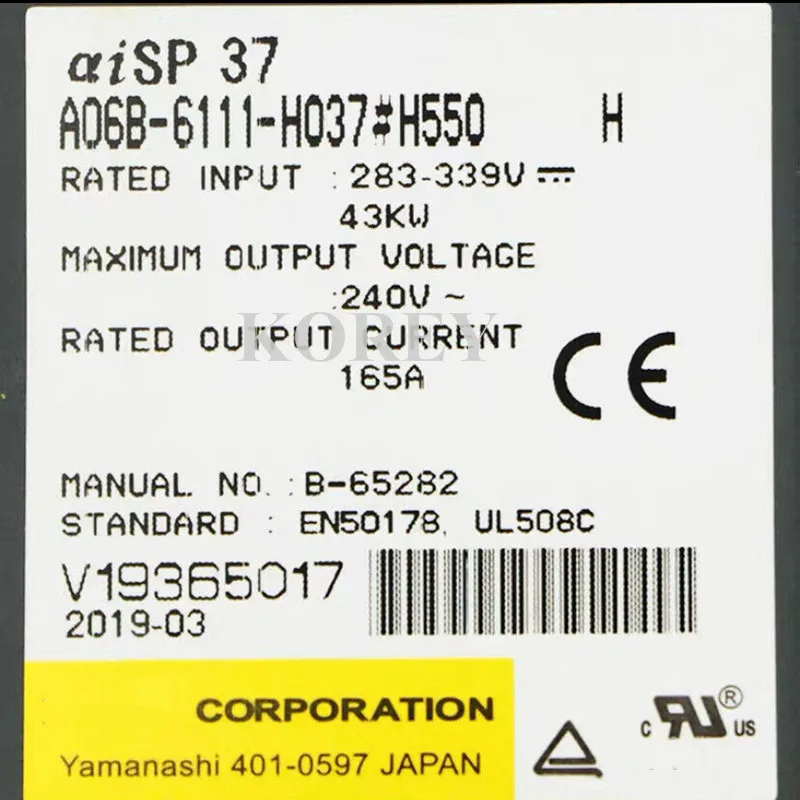 αiSP 37
A06B-6111-H037#H550 H
RATED INPUT : 283-339V ⎓
43KW
MAXIMUM OUTPUT VOLTAGE
:240V ~
RATED OUTPUT CURRENT
165A
KOREY
CE
MANUAL NO. : B-65282
STANDARD : EN50178, UL508C
V19365017
2019-03
CORPORATION
Yamanashi 401-0597 JAPAN
c RU ® US